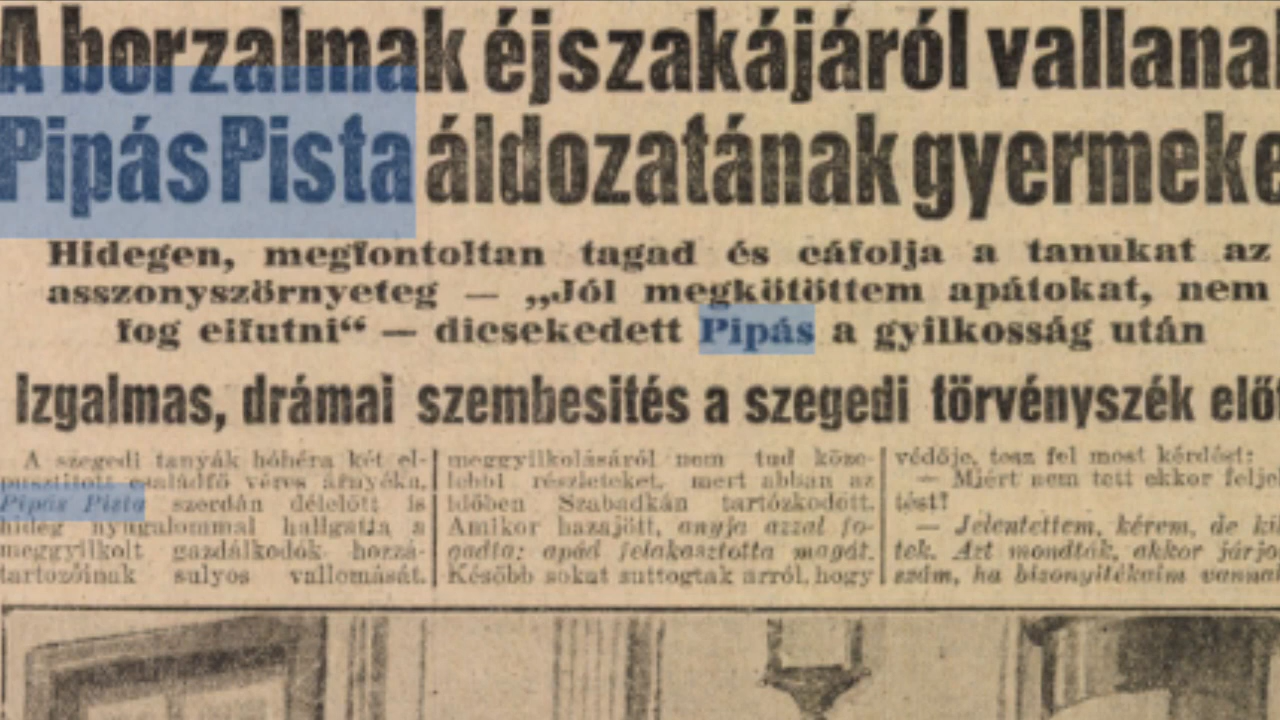 A borzalmak éjszakájáról vallana
Pipás Pista áldozatának gyermeke
Hidegen, megfontoltan tagad és cáfolja a tanukat az
asszonyszörnyeteg — „Jól megkötöttem apátokat, nem
fog elfutni“ — dicsekedett Pipás a gyilkosság után
Izgalmas, drámai szembesités a szegedi törvényszék elő
A szegedi tanyák hóhéra két el-
pusztitott családfő véres árnyéka,
Pipás Pista szerdán délelőtt is
hideg nyugalommal hallgatta a
meggyilkolt gazdálkodók hozzá-
tartozóinak sulyos vallomását.
meggyilkolásáról nem tud köze-
lebbi részleteket, mert abban az
időben Szabadkán tartózkodott.
Amikor hazajött, anyja azzal fo-
gadta: apád felakasztotta magát.
Később sokat suttogtak arról, hogy
védője, tesz fel most kérdést:
— Miért nem tett ekkor felje
tést?
— Jelentettem, kérem, de ki
tek. Azt mondták, akkor járjo
szám, ha bizonyitékaim vanna